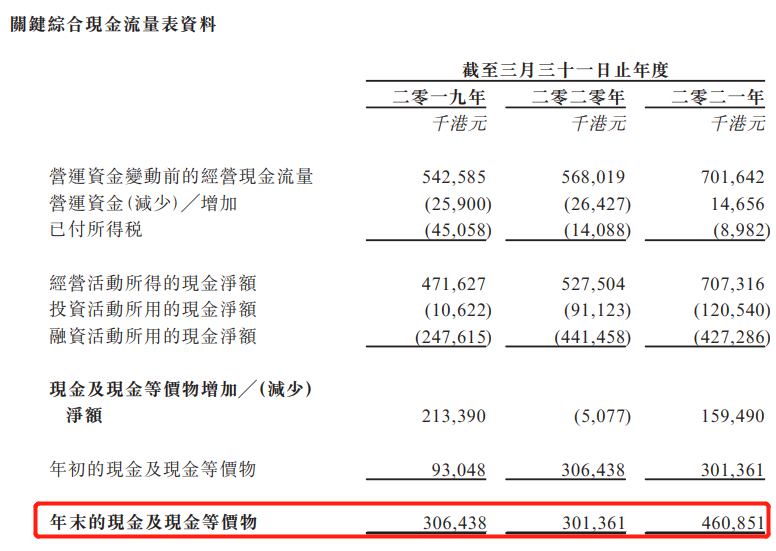 關鍵綜合現金流量表資料
截至三月三十一日止年度
二零一九年 二零二零年 二零二一年
千港元 千港元 千港元
營運資金變動前的經營現金流量 542,585 568,019 701,642
營運資金(減少)／增加 (25,900) (26,427) 14,656
已付所得稅 (45,058) (14,088) (8,982)
經營活動所得的現金淨額 471,627 527,504 707,316
投資活動所用的現金淨額 (10,622) (91,123) (120,540)
融資活動所用的現金淨額 (247,615) (441,458) (427,286)
現金及現金等價物增加／(減少)
淨額 213,390 (5,077) 159,490
年初的現金及現金等價物 93,048 306,438 301,361
年末的現金及現金等價物 306,438 301,361 460,851